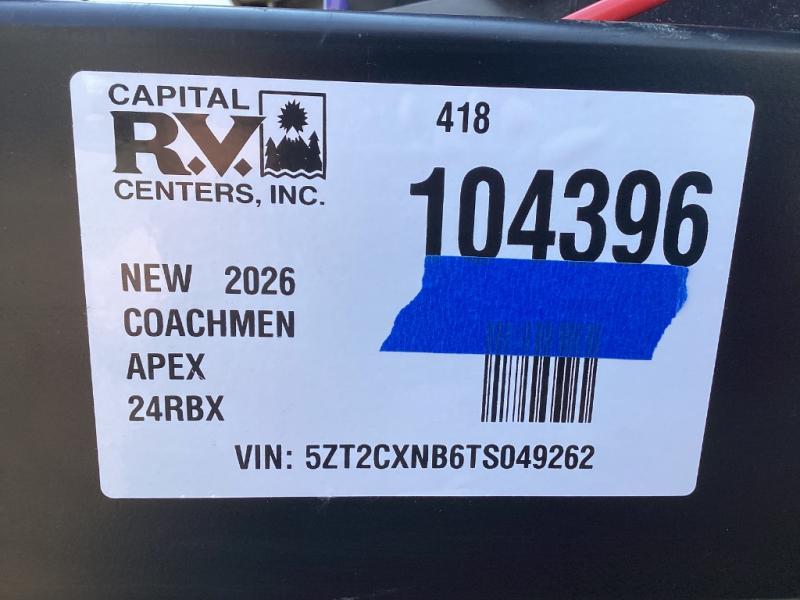 CAPITAL
R.V.
CENTERS, INC.
418
104396
NEW 2026
COACHMEN
APEX
24RBX
VIN: 5ZT2CXNB6TS049262